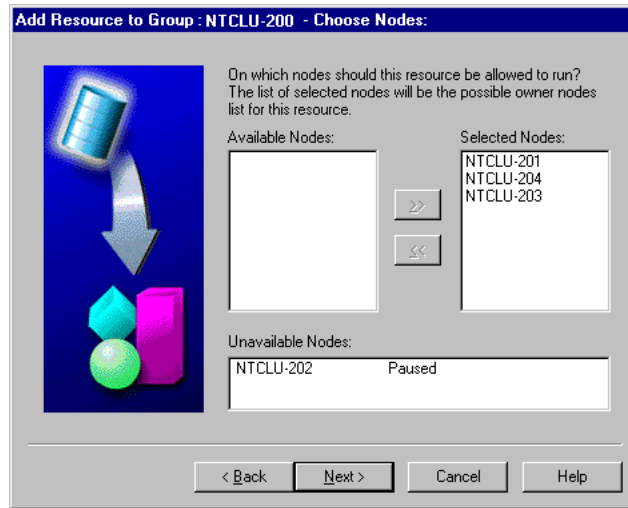 Add Resource to Group : NTCLU-200 - Choose Nodes:
On which nodes should this resource be allowed to run?
The list of selected nodes will be the possible owner nodes
list for this resource.
Available Nodes:
Selected Nodes:
NTCLU-201
NTCLU-204
NTCLU-203
>>
<<
Unavailable Nodes:
NTCLU-202 Paused
< Back
Next >
Cancel
Help